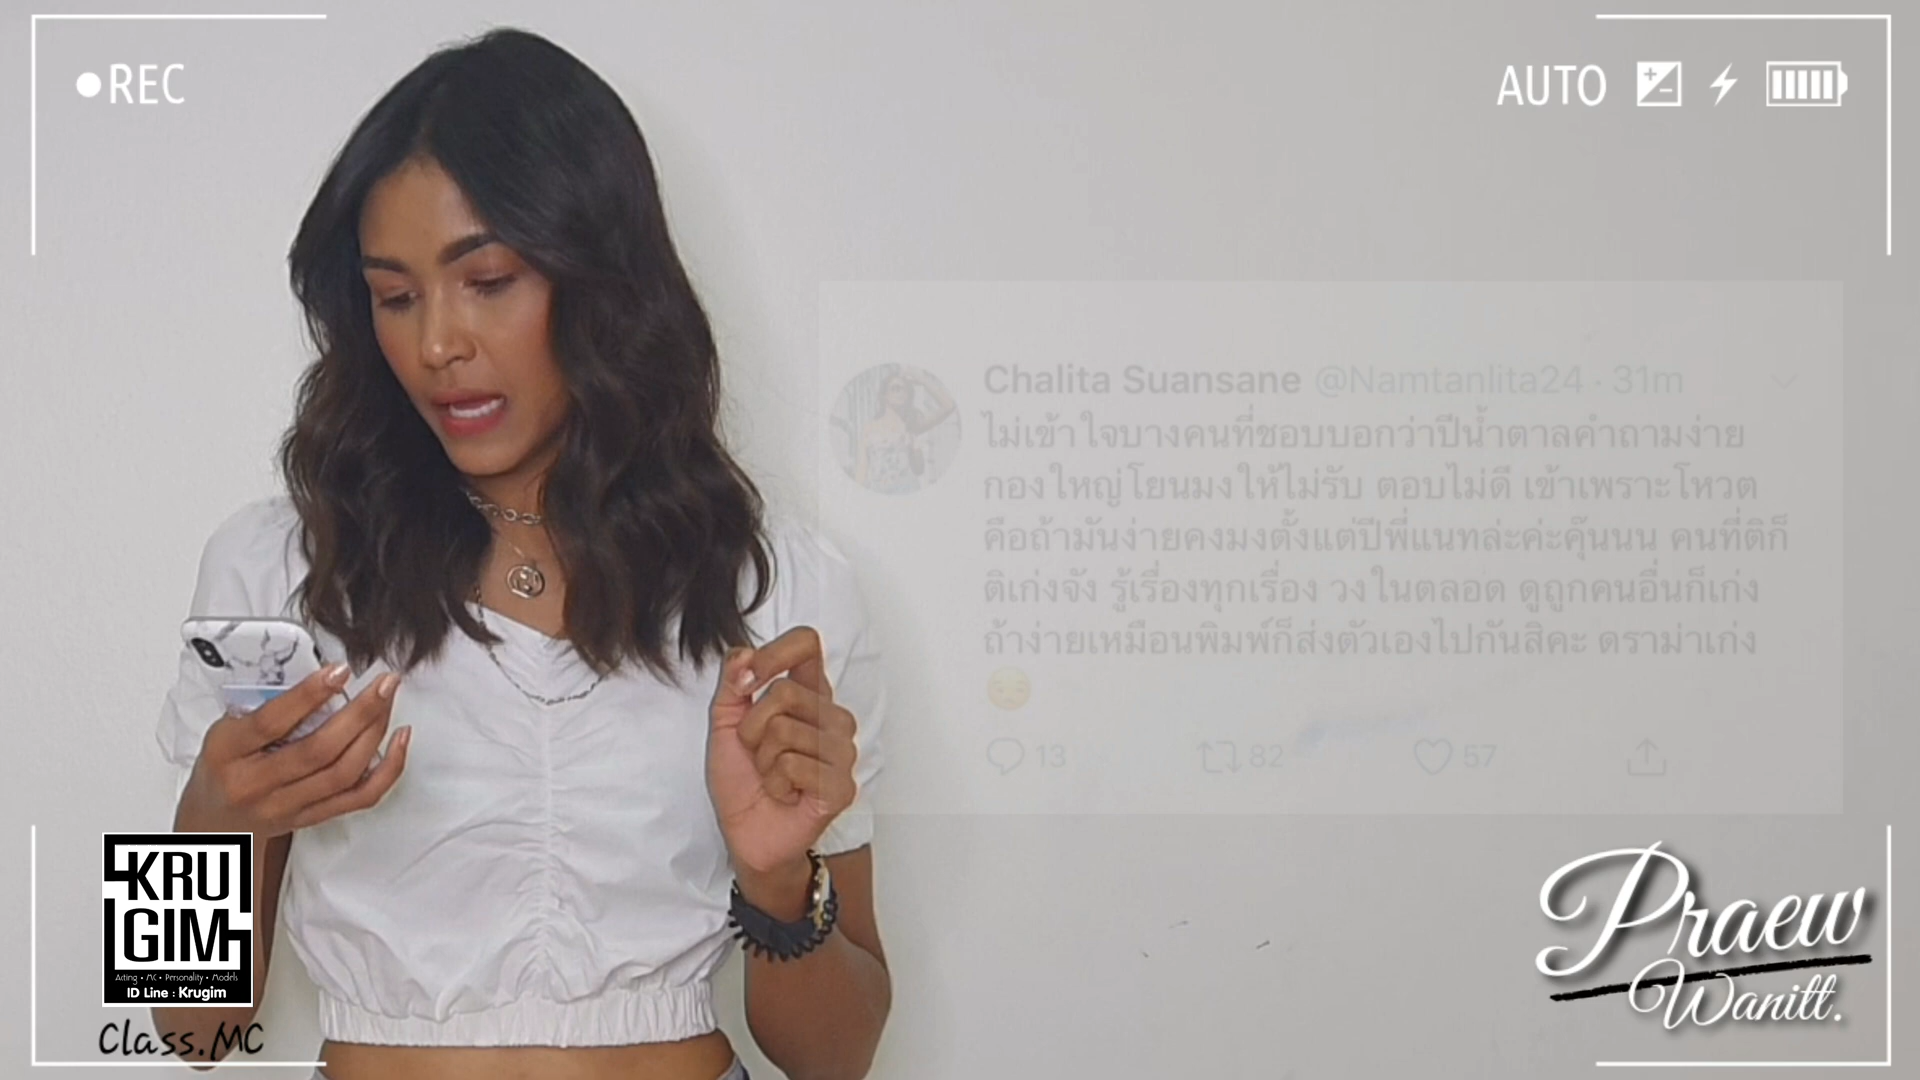 REC
AUTO
Chalita Suansane @Namtanlita24 · 31m
ไม่เข้าใจบางคนที่ชอบบอกว่าปีน้ำตาลคำถามง่าย
กองใหญ่โยนมงให้ไม่รับ ตอบไม่ดี เข้าเพราะโหวต
คือถ้ามันง่ายคงมงตั้งแต่ปีพี่แนทล่ะค่ะคุ๊นนน คนที่ติก็
ติเก่งจัง รู้เรื่องทุกเรื่อง วงในตลอด ดูถูกคนอื่นก็เก่ง
ถ้าง่ายเหมือนพิมพ์ก็ส่งตัวเองไปกันสิคะ ดราม่าเก่ง
13 82 57
KRU
GIM
Acting • MC • Personality • Models
ID Line : Krugim
Class.MC
Praew
Wanitt.